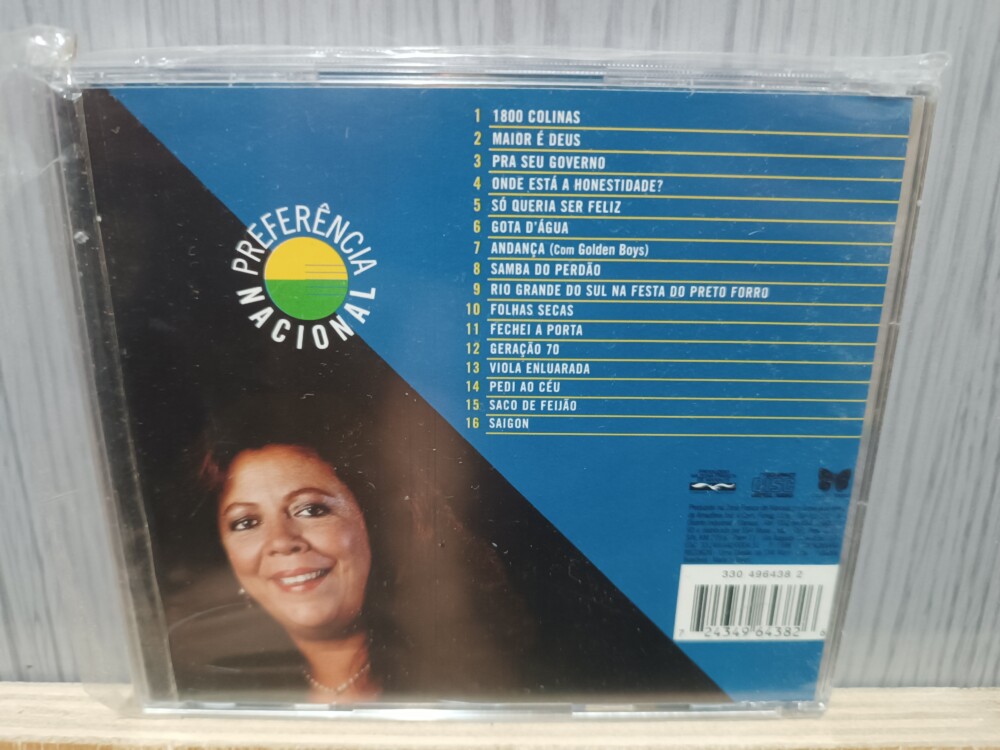 PREFERÊNCIA
NACIONAL
1 1800 COLINAS
2 MAIOR É DEUS
3 PRA SEU GOVERNO
4 ONDE ESTÁ A HONESTIDADE?
5 SÓ QUERIA SER FELIZ
6 GOTA D'ÁGUA
7 ANDANÇA (Com Golden Boys)
8 SAMBA DO PERDÃO
9 RIO GRANDE DO SUL NA FESTA DO PRETO FORRO
10 FOLHAS SECAS
11 FECHEI A PORTA
12 GERAÇÃO 70
13 VIOLA ENLUARADA
14 PEDI AO CÉU
15 SACO DE FEIJÃO
16 SAIGON
330 496438 2
7 24349 64382 8